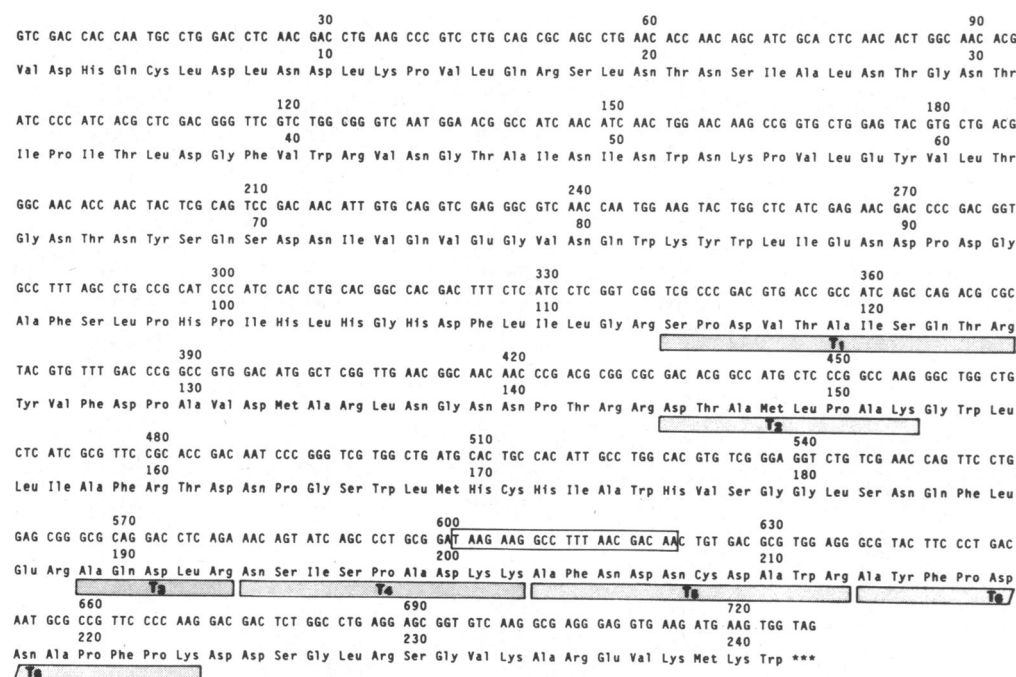 30 60 90
GTC GAC CAC CAA TGC CTG GAC CTC AAC GAC CTG AAG CCC GTC CTG CAG CGC AGC CTG AAC ACC AAC AGC ATC GCA CTC AAC ACT GGC AAC ACG
10 20 30
Val Asp His Gln Cys Leu Asp Leu Asn Asp Leu Lys Pro Val Leu Gln Arg Ser Leu Asn Thr Asn Ser Ile Ala Leu Asn Thr Gly Asn Thr
120 150 180
ATC CCC ATC ACG CTC GAC GGG TTC GTC TGG CGG GTC AAT GGA ACG GCC ATC AAC ATC AAC TGG AAC AAG CCG GTG CTG GAG TAC GTG CTG ACG
40 50 60
Ile Pro Ile Thr Leu Asp Gly Phe Val Trp Arg Val Asn Gly Thr Ala Ile Asn Ile Asn Trp Asn Lys Pro Val Leu Glu Tyr Val Leu Thr
210 240 270
GGC AAC ACC AAC TAC TCG CAG TCC GAC AAC ATT GTG CAG GTC GAG GGC GTC AAC CAA TGG AAG TAC TGG CTC ATC GAG AAC GAC CCC GAC GGT
70 80 90
Gly Asn Thr Asn Tyr Ser Gln Ser Asp Asn Ile Val Gln Val Glu Gly Val Asn Gln Trp Lys Tyr Trp Leu Ile Glu Asn Asp Pro Asp Gly
300 330 360
GCC TTT AGC CTG CCG CAT CCC ATC CAC CTG CAC GGC CAC GAC TTT CTC ATC CTC GGT CGG TCG CCC GAC GTG ACC GCC ATC AGC CAG ACG CGC
100 110 120
Ala Phe Ser Leu Pro His Pro Ile His Leu His Gly His Asp Phe Leu Ile Leu Gly Arg Ser Pro Asp Val Thr Ala Ile Ser Gln Thr Arg
T1
390 420 450
TAC GTG TTT GAC CCG GCC GTG GAC ATG GCT CGG TTG AAC GGC AAC AAC CCG ACG CGG CGC GAC ACG GCC ATG CTC CCG GCC AAG GGC TGG CTG
130 140 150
Tyr Val Phe Asp Pro Ala Val Asp Met Ala Arg Leu Asn Gly Asn Asn Pro Thr Arg Arg Asp Thr Ala Met Leu Pro Ala Lys Gly Trp Leu
T2
480 510 540
CTC ATC GCG TTC CGC ACC GAC AAT CCC GGG TCG TGG CTG ATG CAC TGC CAC ATT GCC TGG CAC GTG TCG GGA GGT CTG TCG AAC CAG TTC CTG
160 170 180
Leu Ile Ala Phe Arg Thr Asp Asn Pro Gly Ser Trp Leu Met His Cys His Ile Ala Trp His Val Ser Gly Gly Leu Ser Asn Gln Phe Leu
570 600 630
GAG CGG GCG CAG GAC CTC AGA AAC AGT ATC AGC CCT GCG GAT AAG AAG GCC TTT AAC GAC AAC TGT GAC GCG TGG AGG GCG TAC TTC CCT GAC
190 200 210
Glu Arg Ala Gln Asp Leu Arg Asn Ser Ile Ser Pro Ala Asp Lys Lys Ala Phe Asn Asp Asn Cys Asp Ala Trp Arg Ala Tyr Phe Pro Asp
T3 T4 T5 T6
660 690 720
AAT GCG CCG TTC CCC AAG GAC GAC TCT GGC CTG AGG AGC GGT GTC AAG GCG AGG GAG GTG AAG ATG AAG TGG TAG
220 230 240
Asn Ala Pro Phe Pro Lys Asp Asp Ser Gly Leu Arg Ser Gly Val Lys Ala Arg Glu Val Lys Met Lys Trp ***
T6